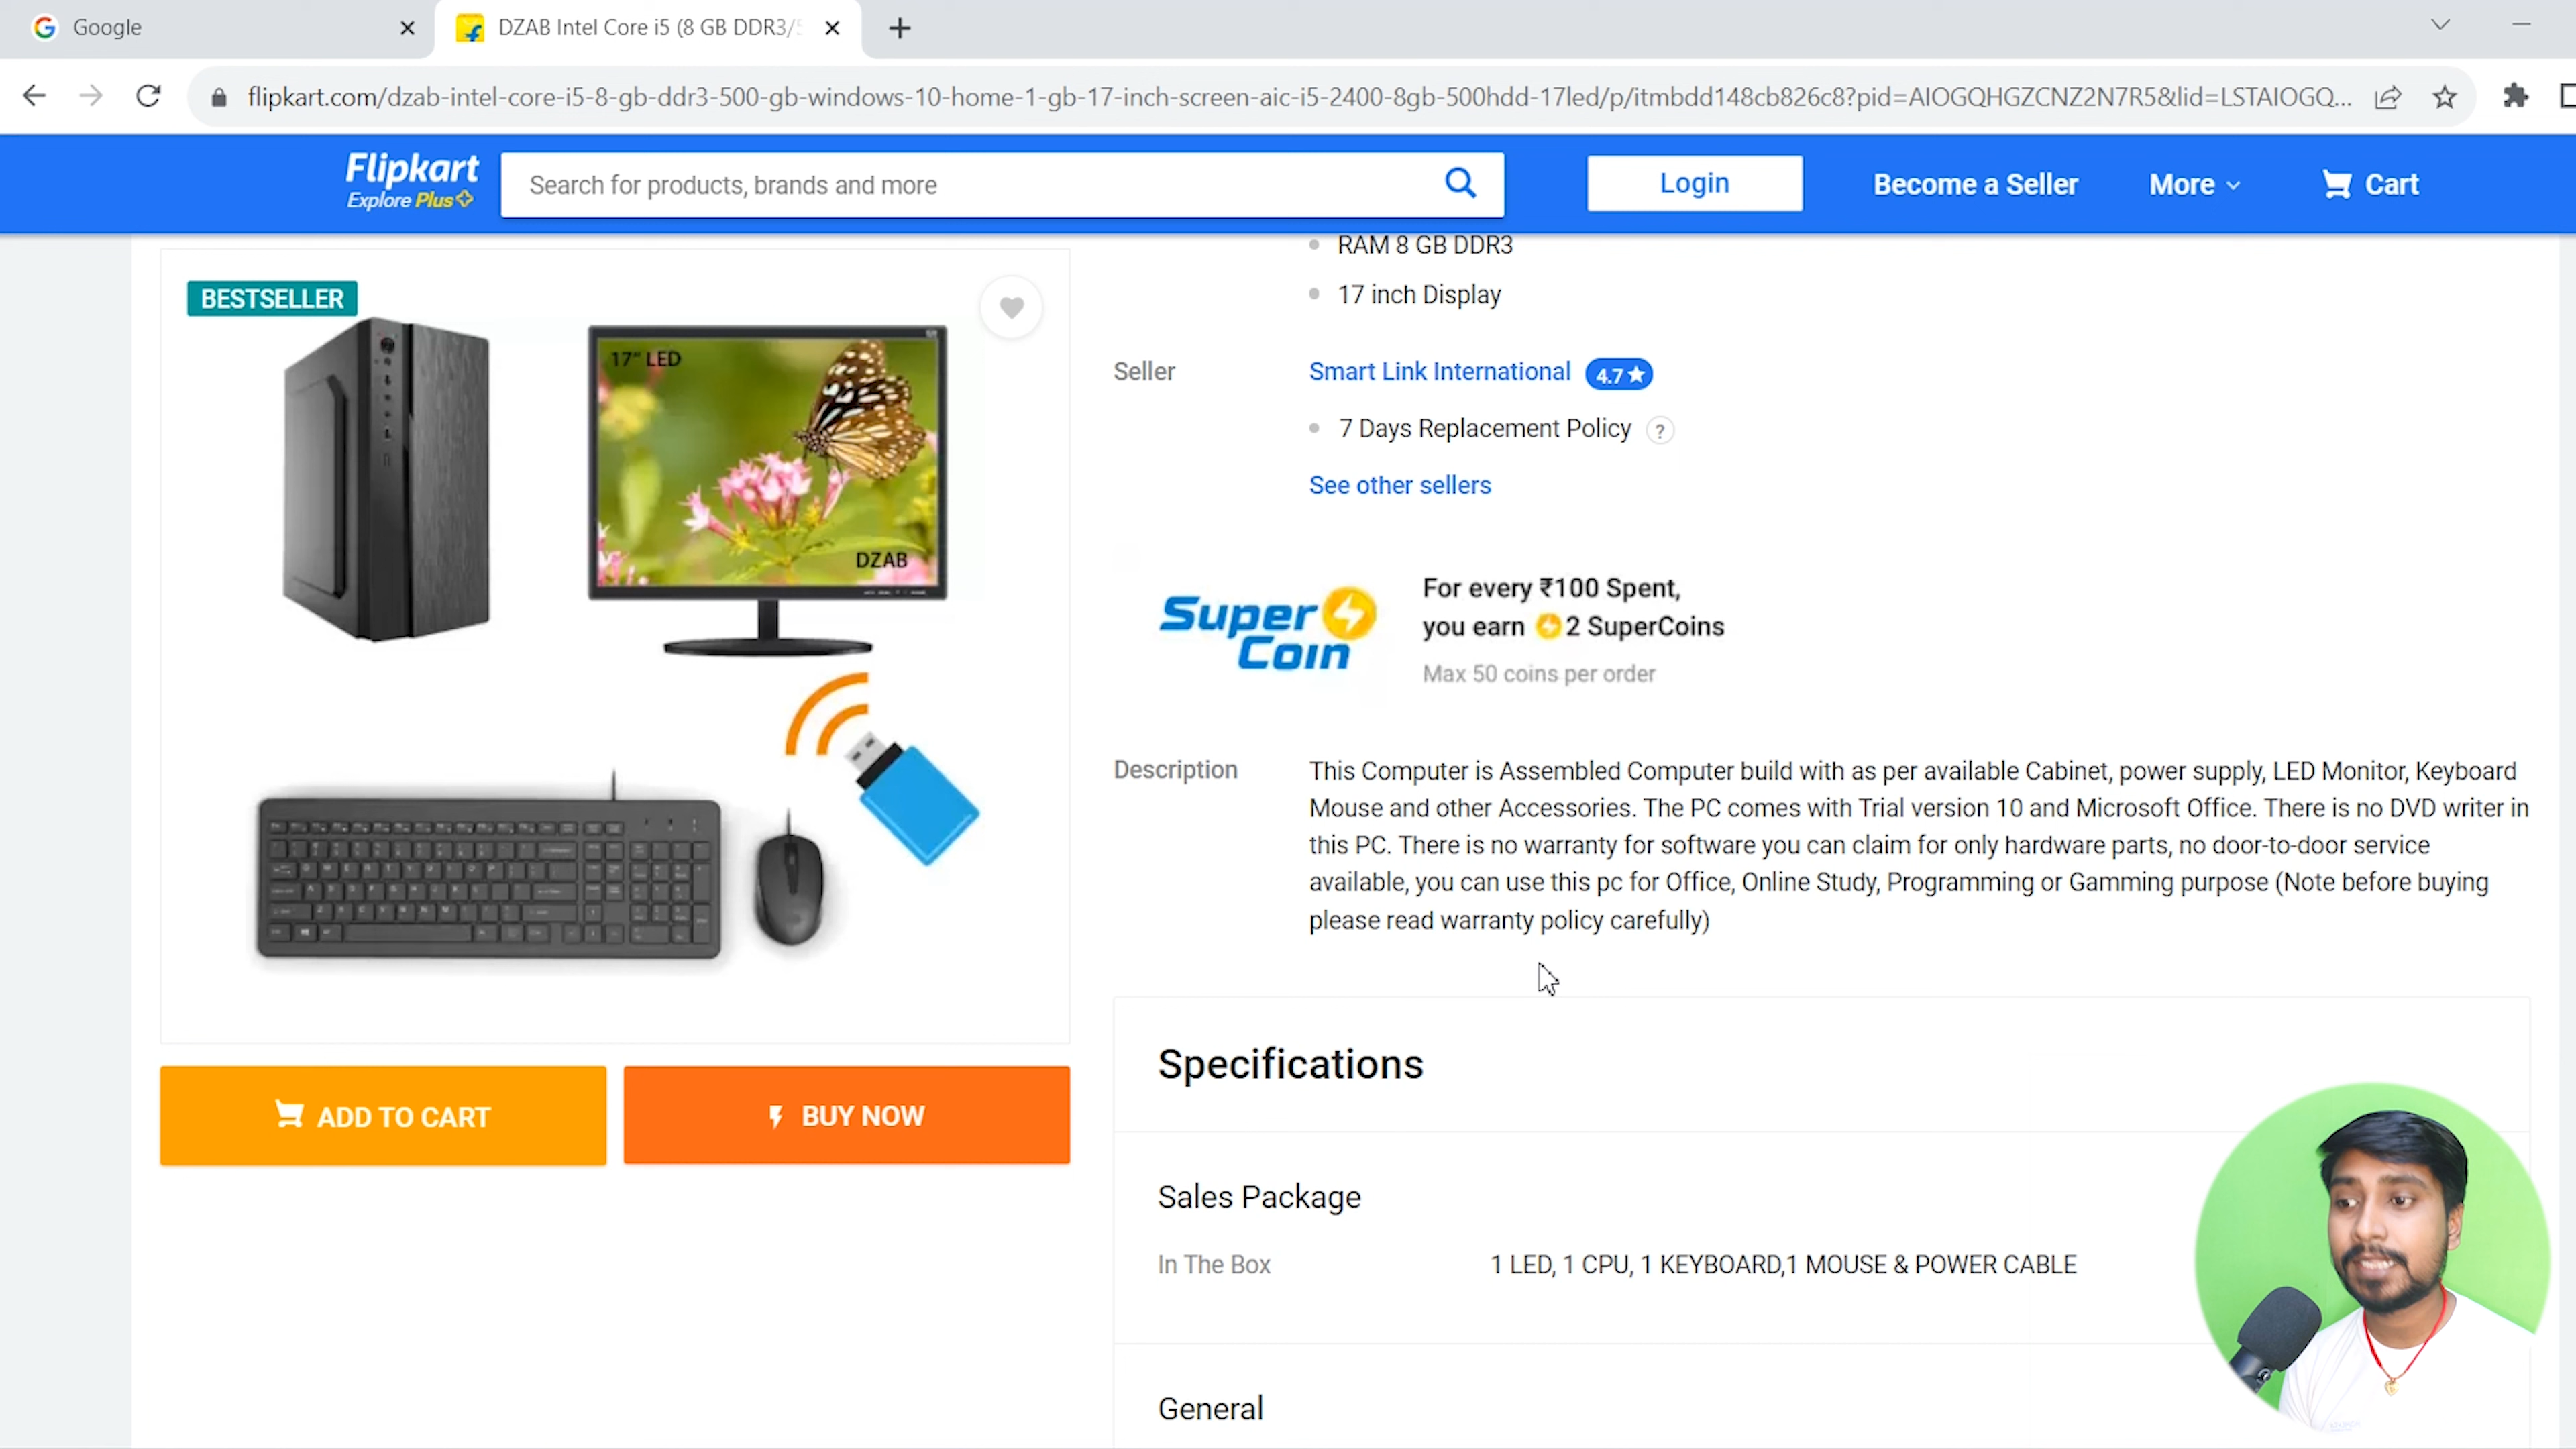 Google
DZAB Intel Core i5 (8 GB DDR3/5
flipkart.com/dzab-intel-core-i5-8-gb-ddr3-500-gb-windows-10-home-1-gb-17-inch-screen-aic-i5-2400-8gb-500hdd-17led/p/itmbdd148cb826c8?pid=AIOGQHGZCNZ2N7R5&lid=LSTAIOGQ...
Flipkart
Explore Plus
Search for products, brands and more
Login
Become a Seller
More
Cart
BESTSELLER
17" LED
DZAB
ADD TO CART
BUY NOW
RAM 8 GB DDR3
17 inch Display
Seller
Smart Link International 4.7★
7 Days Replacement Policy ?
See other sellers
Super Coin
For every ₹100 Spent,
you earn 2 SuperCoins
Max 50 coins per order
Description
This Computer is Assembled Computer build with as per available Cabinet, power supply, LED Monitor, Keyboard
Mouse and other Accessories. The PC comes with Trial version 10 and Microsoft Office. There is no DVD writer in
this PC. There is no warranty for software you can claim for only hardware parts, no door-to-door service
available, you can use this pc for Office, Online Study, Programming or Gamming purpose (Note before buying
please read warranty policy carefully)
Specifications
Sales Package
In The Box
1 LED, 1 CPU, 1 KEYBOARD,1 MOUSE & POWER CABLE
General